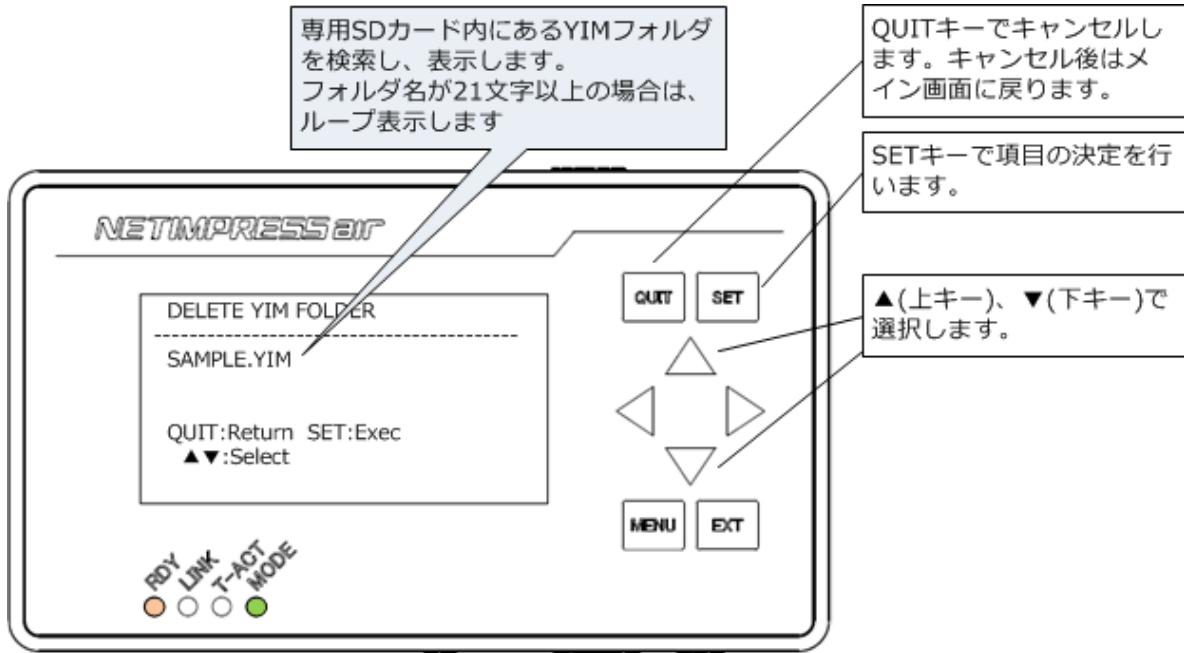 専用SDカード内にあるYIMフォルダ
を検索し、表示します。
フォルダ名が21文字以上の場合は、
ループ表示します
QUITキーでキャンセルし
ます。キャンセル後はメ
イン画面に戻ります。
SETキーで項目の決定を行
います。
▲(上キー)、▼(下キー)で
選択します。
NETIMPRESS air
DELETE YIM FOLDER
--------------------------------------------
SAMPLE.YIM
QUIT:Return SET:Exec
▲▼:Select
QUIT
SET
MENU
EXT
RDY
LINK
T-ACT
MODE